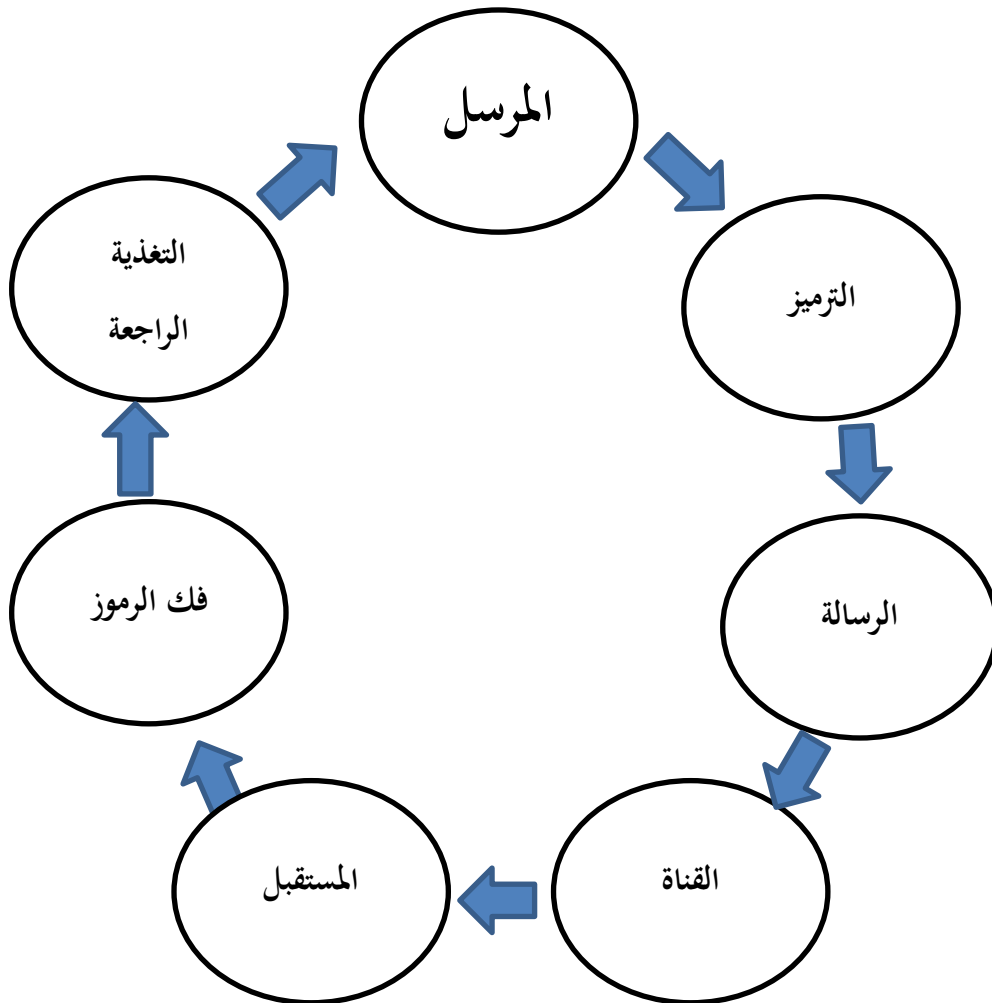 المرسل
الترميز
الرسالة
القناة
المستقبل
فك الرموز
التغذية
الراجعة